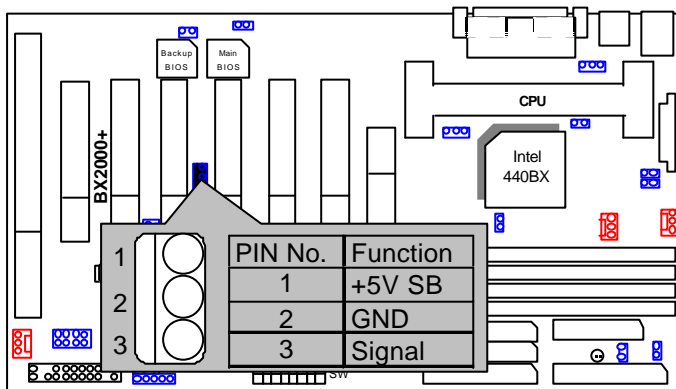 Backup
BIOS
Main
BIOS
CPU
BX2000+
Intel
440BX
PIN No. Function
1 1 +5V SB
2 2 GND
3 3 Signal
SW